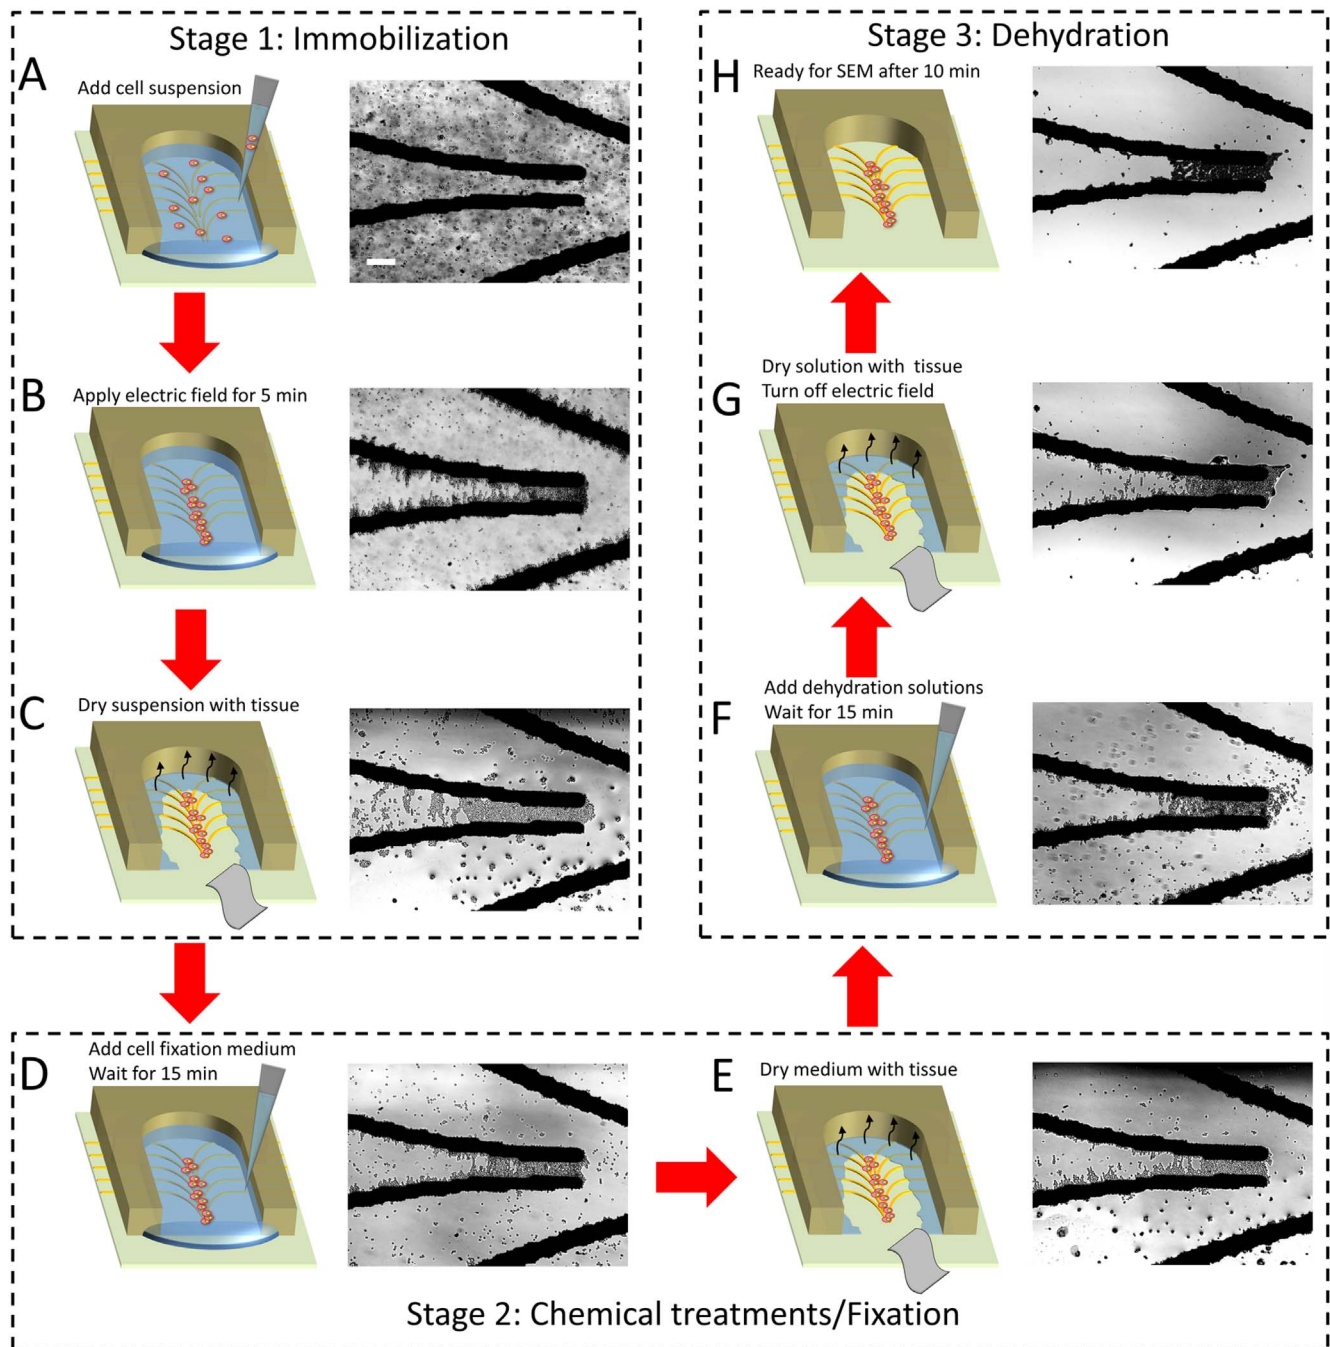 Stage 1: Immobilization
A
Add cell suspension
B
Apply electric field for 5 min
C
Dry suspension with tissue
D
Add cell fixation medium
Wait for 15 min
E
Dry medium with tissue
Stage 2: Chemical treatments/Fixation
Stage 3: Dehydration
H
Ready for SEM after 10 min
G
Dry solution with tissue
Turn off electric field
F
Add dehydration solutions
Wait for 15 min